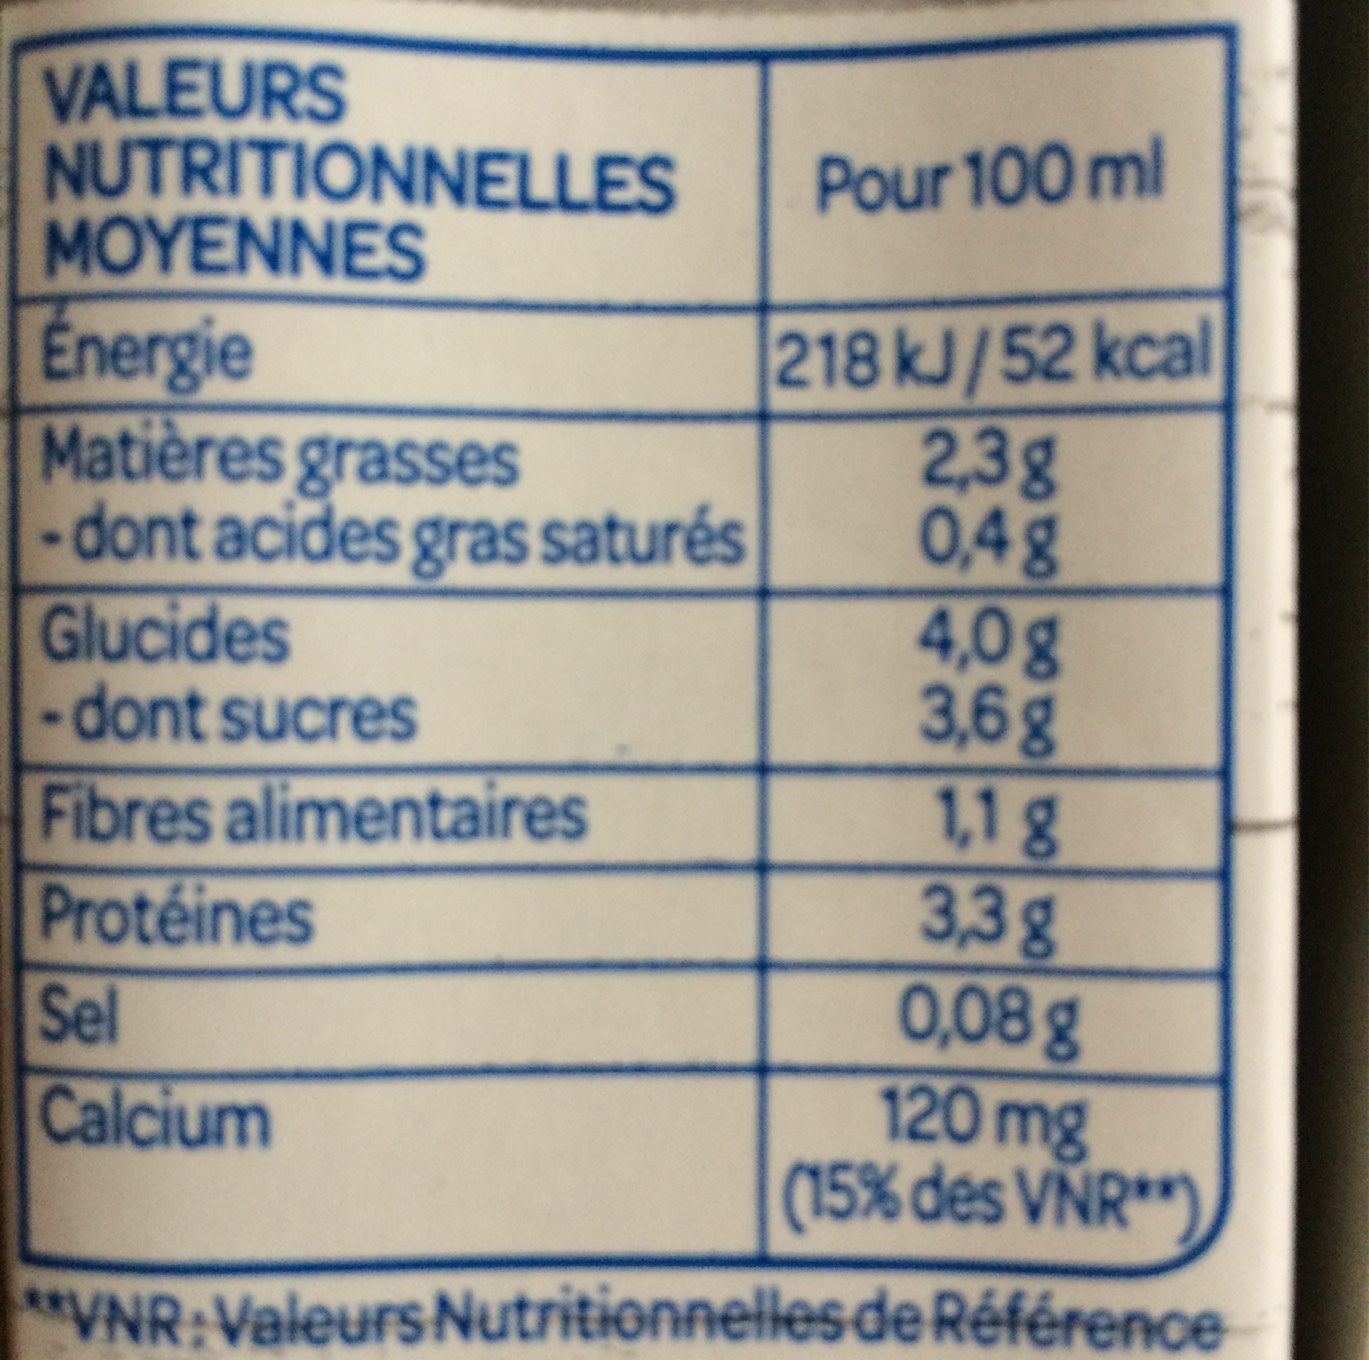 VALEURS
NUTRITIONNELLES
MOYENNES
Pour 100 ml
Énergie 218 kJ / 52 kcal
Matières grasses 2,3 g
- dont acides gras saturés 0,4 g
Glucides 4,0 g
- dont sucres 3,6 g
Fibres alimentaires 1,1 g
Protéines 3,3 g
Sel 0,08 g
Calcium 120 mg
(15% des VNR**)
**VNR : Valeurs Nutritionnelles de Référence